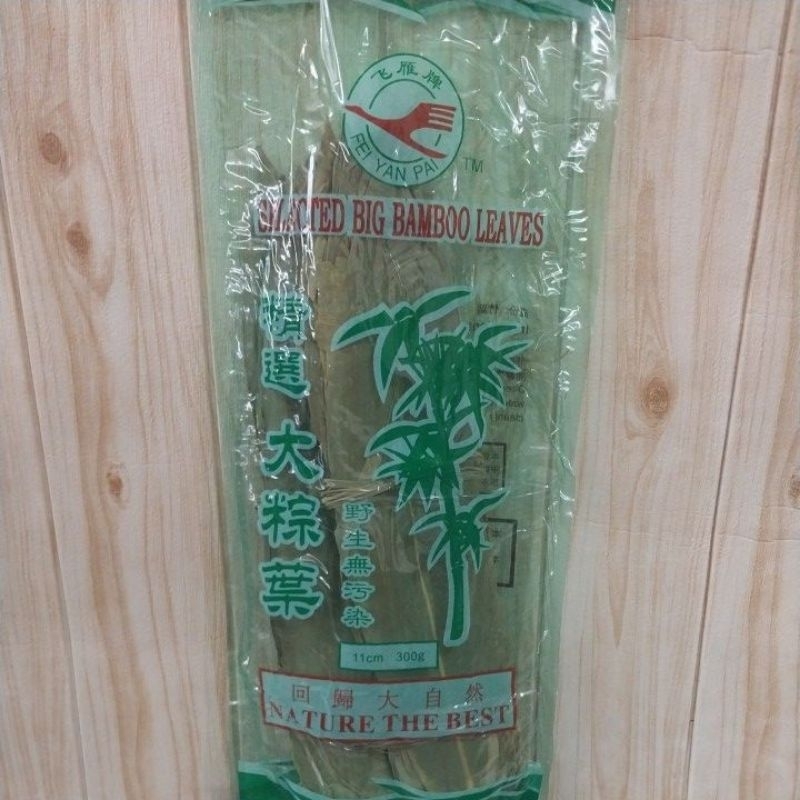 飞雁牌
FEI YAN PAI
TM
SELECTED BIG BAMBOO LEAVES
精選大粽葉
野生無污染
11cm 300g
回歸大自然
NATURE THE BEST